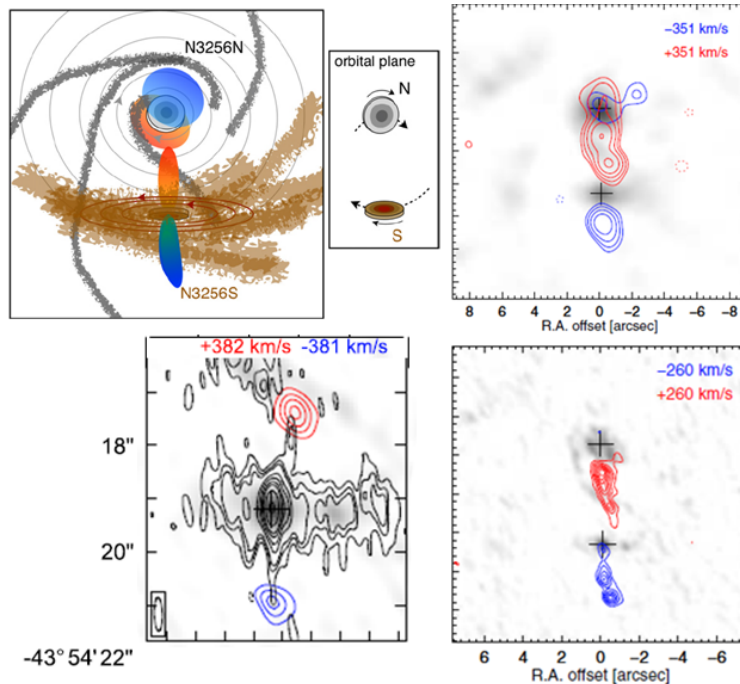 N3256N
N3256S
orbital plane
N
S
−351 km/s
+351 km/s
8 6 4 2 0 −2 −4 −6 −8
R.A. offset [arcsec]
+382 km/s -381 km/s
18"
20"
-43° 54' 22"
−260 km/s
+260 km/s
6 4 2 0 −2 −4 −6
R.A. offset [arcsec]